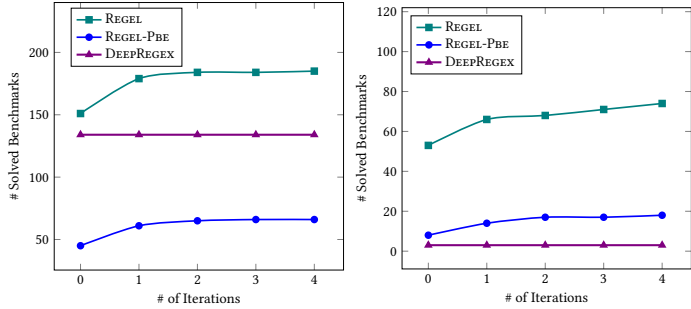 REGEL
REGEL-PBE
DEEPREGEX
200
150
100
50
0
1
2
3
4
# Solved Benchmarks
# of Iterations
REGEL
REGEL-PBE
DEEPREGEX
120
100
80
60
40
20
0
0
1
2
3
4
# Solved Benchmarks
# of Iterations